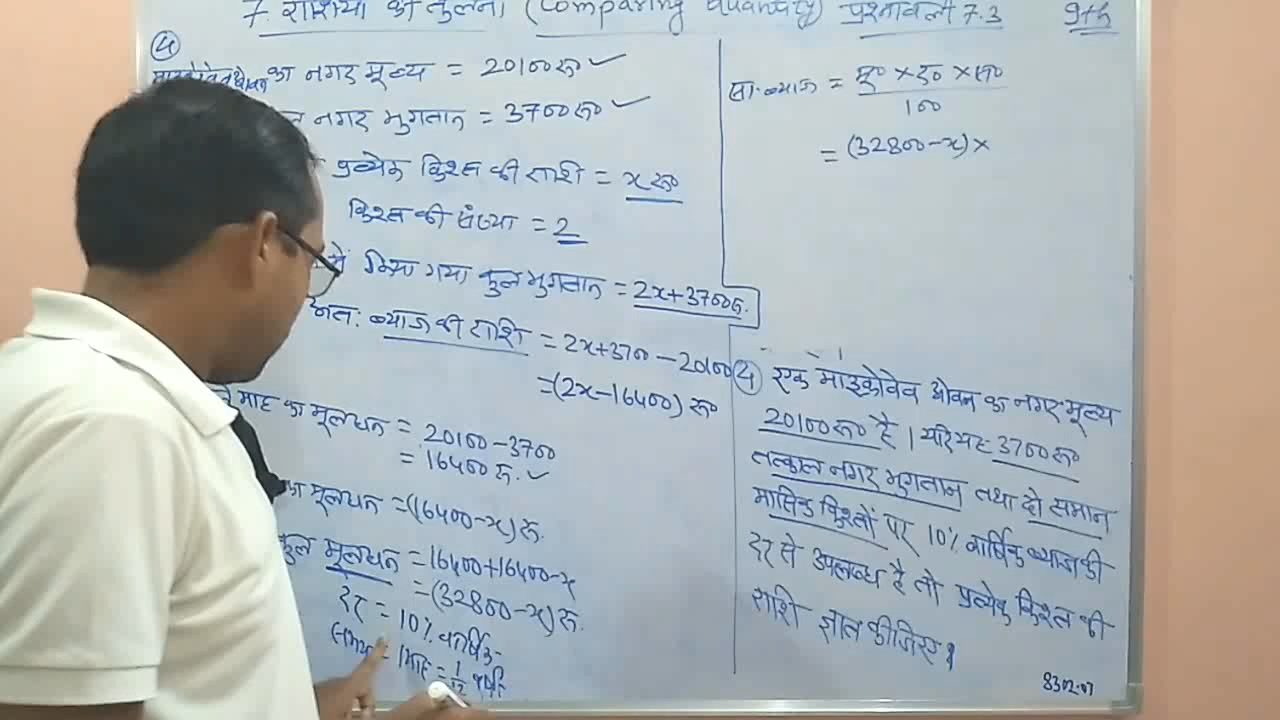 7. राशियों की तुलना (Comparing Quantity) प्रश्नावली 7.3 9th
④
माइक्रोवेव ओवन का नगद मूल्य = 20100 रू
नगद भुगतान = 3700 रू
प्रत्येक किश्त की राशि = x रू
किश्त की संख्या = 2
में किया गया कुल भुगतान = 2x+3700 रू.
अत: ब्याज की राशि = 2x+3700 - 20100
=(2x-16400) रू
माह का मूलधन = 20100-3700
= 16400 रू.
का मूलधन =(16400-x) रू.
कुल मूलधन = 16400+16400-x
=(32800-x) रू.
दर = 10% वार्षिक
समय = 1 माह = 1/12 वर्ष
सा. ब्याज = मू० × द० × स० / 100
= (32800-x) ×
④ एक माइक्रोवेव ओवन का नगद मूल्य
20100 रू है। यदि यह 3700 रू
तत्काल नगद भुगतान तथा दो समान
मासिक किश्तों पर 10% वार्षिक ब्याज की
दर से उपलब्ध है तो प्रत्येक किश्त की
राशि ज्ञात कीजिए।